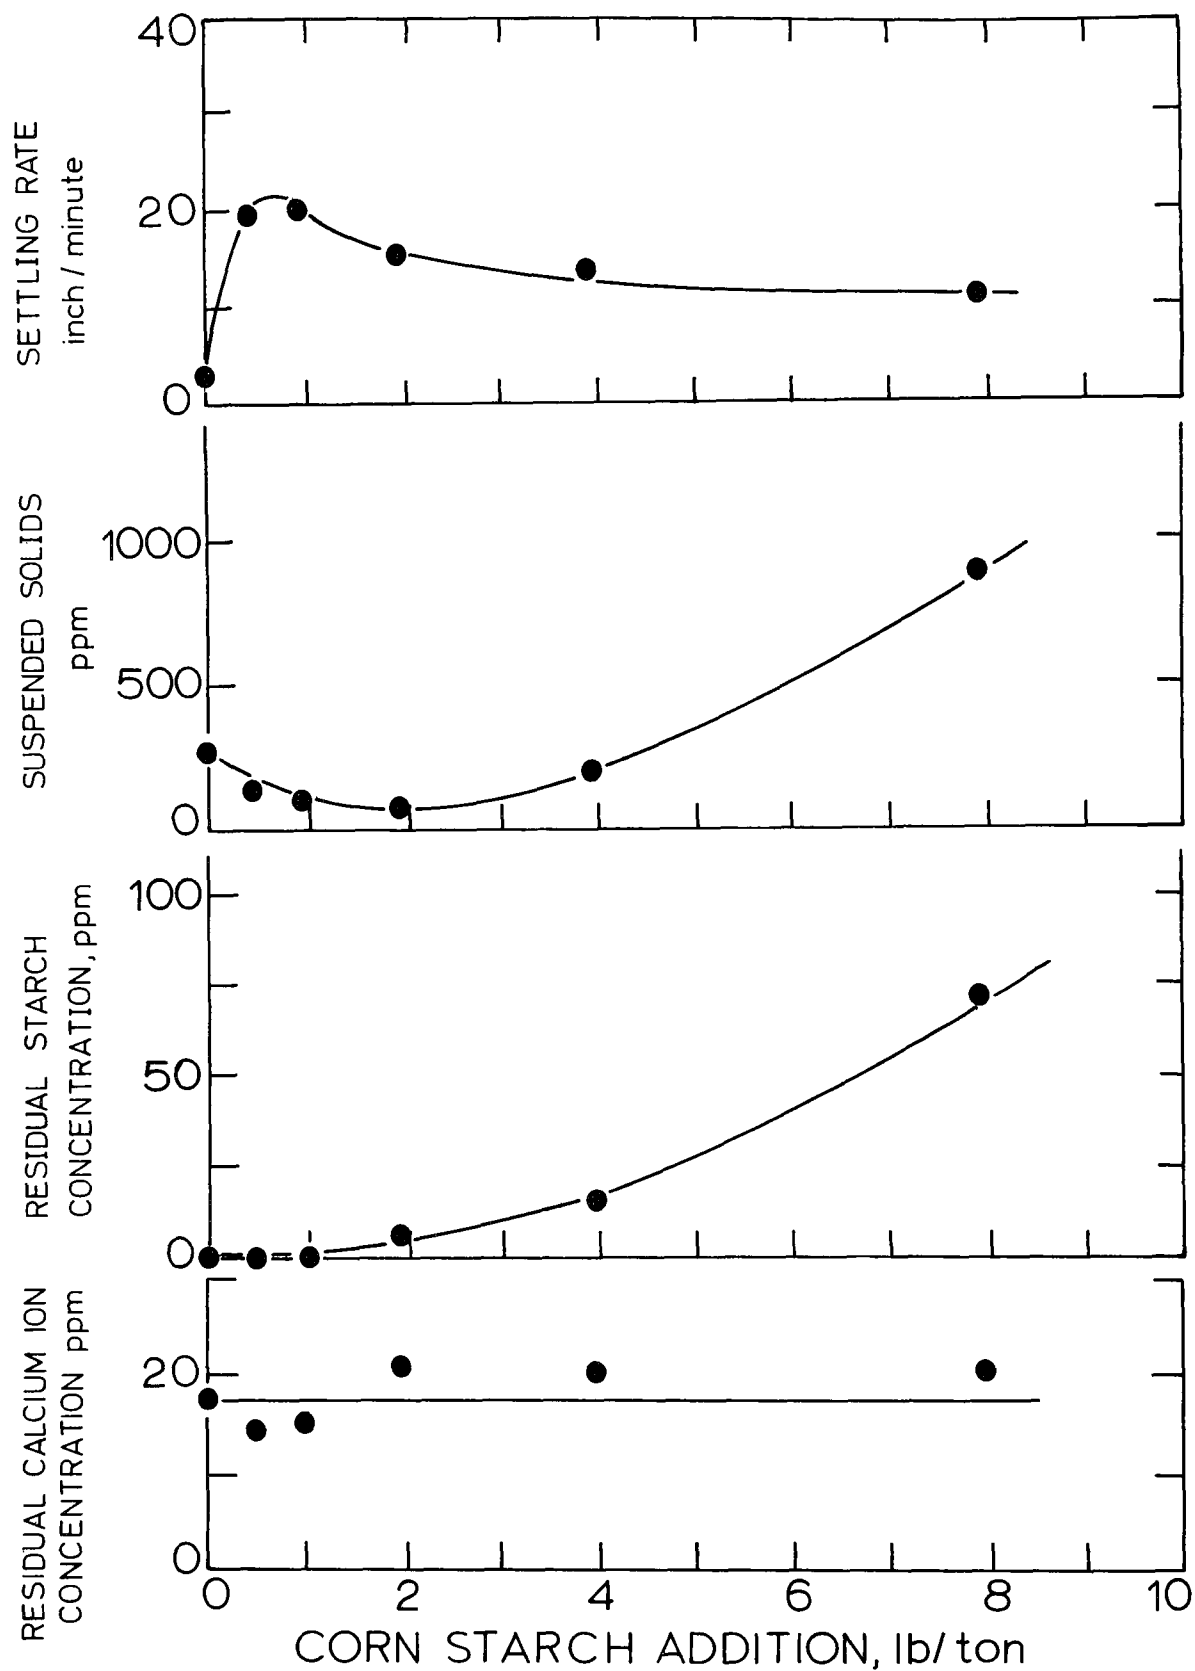 SETTLING RATE
inch / minute
40
20
0
SUSPENDED SOLIDS
ppm
1000
500
0
RESIDUAL STARCH
CONCENTRATION, ppm
100
50
0
RESIDUAL CALCIUM ION
CONCENTRATION ppm
20
0
0 2 4 6 8 10
CORN STARCH ADDITION, lb/ton